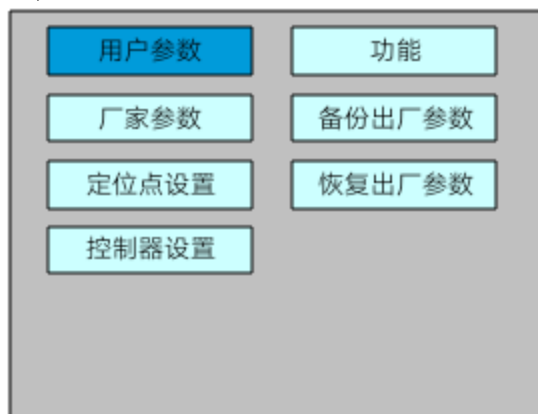 用户参数
功能
厂家参数
备份出厂参数
定位点设置
恢复出厂参数
控制器设置